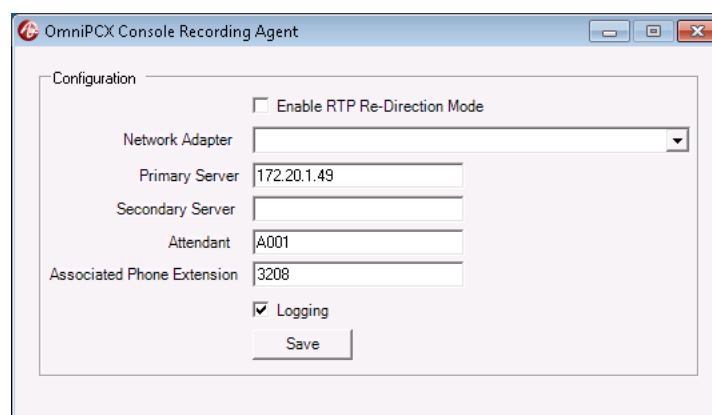 OmniPCX Console Recording Agent
Configuration
Enable RTP Re-Direction Mode
Network Adapter
Primary Server 172.20.1.49
Secondary Server
Attendant A001
Associated Phone Extension 3208
Logging
Save